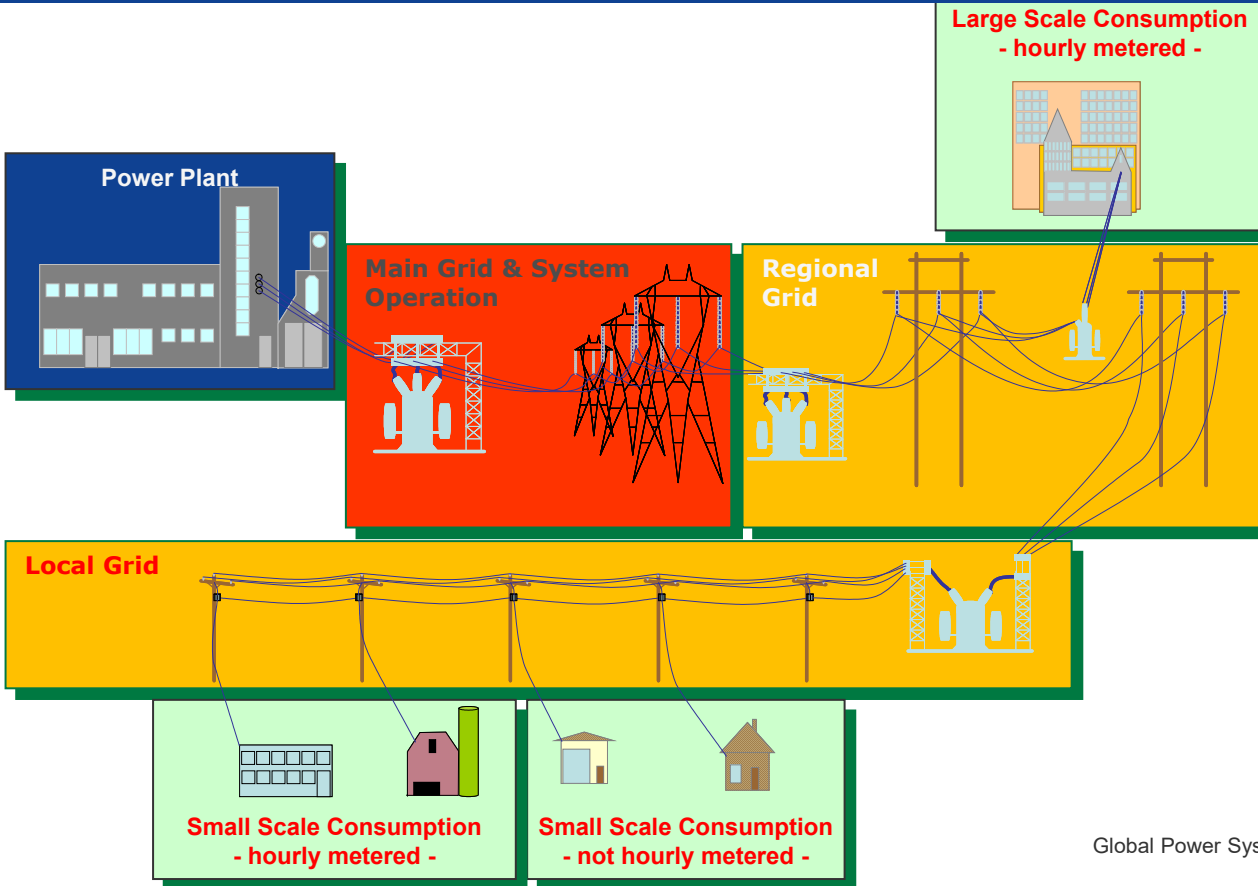 Large Scale Consumption
- hourly metered -
Power Plant
Main Grid & System
Operation
Regional
Grid
Local Grid
Small Scale Consumption
- hourly metered -
Small Scale Consumption
- not hourly metered -
Global Power Sys